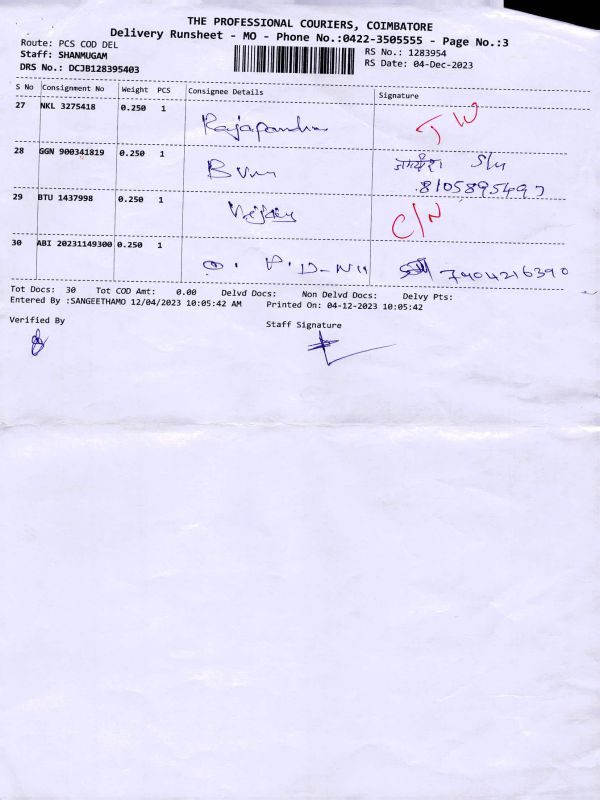 THE PROFESSIONAL COURIERS, COIMBATORE
Delivery Runsheet - MO - Phone No.:0422-3505555 - Page No.:3
Route: PCS COD DEL
RS No.: 1283954
Staff: SHANMUGAM
RS Date: 04-Dec-2023
DRS No.: DCJB128395403
S No Consignment No Weight PCS Consignee Details Signature
27 NKL 3275418 0.250 1 T W
28 GGN 900341819 0.250 1
8105895497
29 BTU 1437998 0.250 1 C/N
30 ABI 20231149300 0.250 1 7904216390
Tot Docs: 30 Tot COD Amt: 0.00 Delvd Docs: Non Delvd Docs: Delvy Pts:
Entered By :SANGEETHAMO 12/04/2023 10:05:42 AM Printed On: 04-12-2023 10:05:42
Verified By
Staff Signature